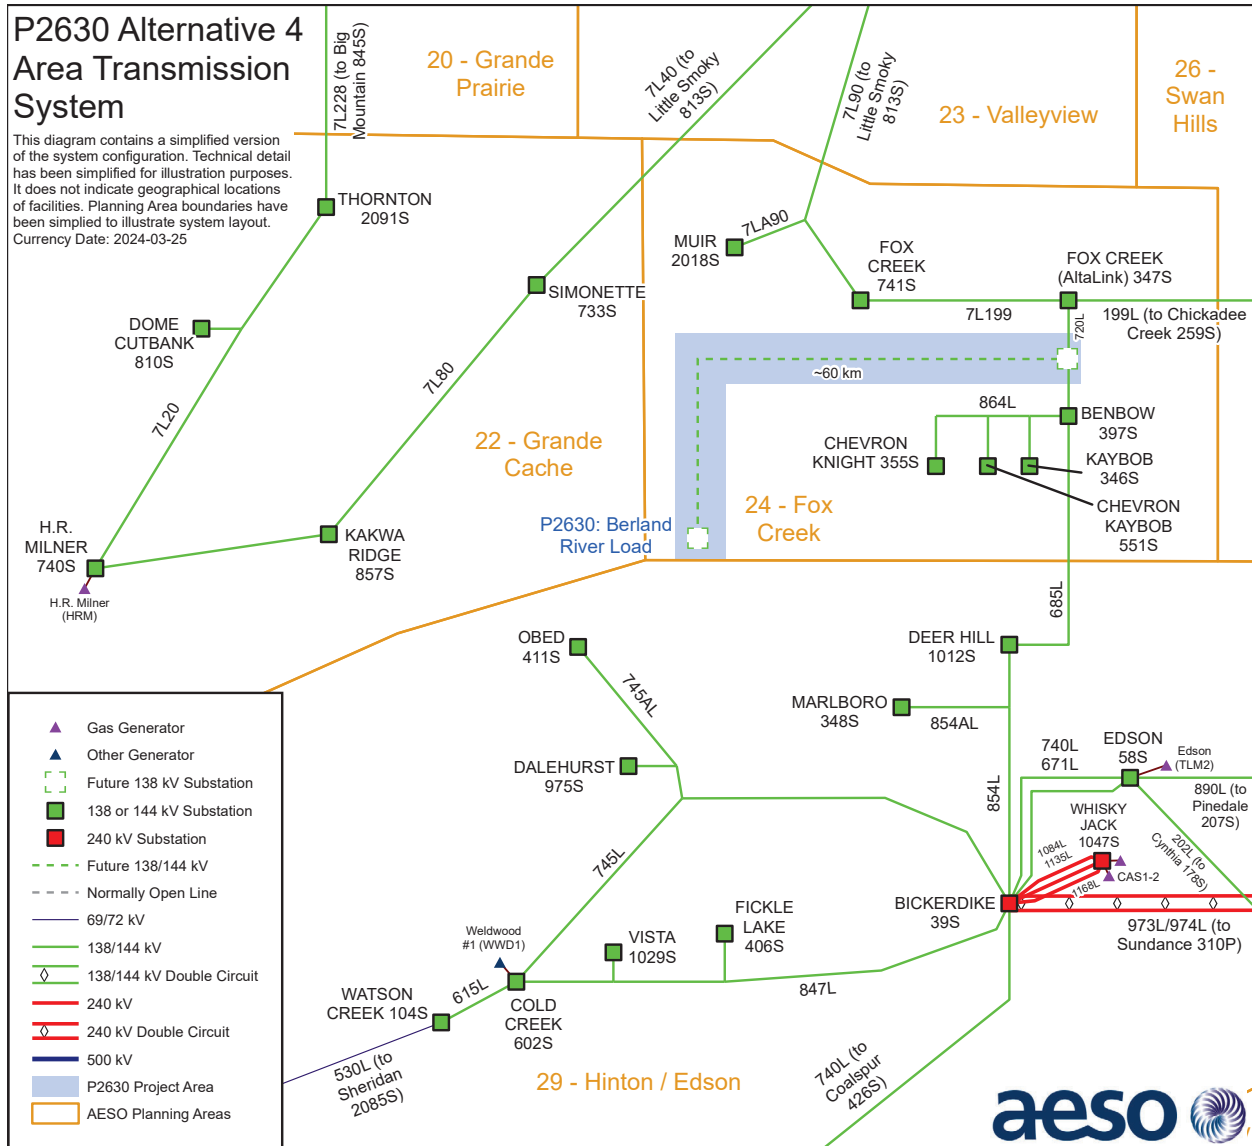 P2630 Alternative 4
Area Transmission
System
This diagram contains a simplified version
of the system configuration. Technical detail
has been simplified for illustration purposes.
It does not indicate geographical locations
of facilities. Planning Area boundaries have
been simplied to illustrate system layout.
Currency Date: 2024-03-25
7L228 (to Big
Mountain 845S)
20 - Grande
Prairie
7L40 (to
Little Smoky
813S)
7L90 (to
Little Smoky
813S)
23 - Valleyview
26 -
Swan
Hills
THORNTON
2091S
DOME
CUTBANK
810S
7L20
SIMONETTE
733S
7L80
MUIR
2018S
7LA90
FOX
CREEK
741S
FOX CREEK
(AltaLink) 347S
7L199
720L
199L (to Chickadee
Creek 259S)
~60 km
864L
BENBOW
397S
CHEVRON
KNIGHT 355S
KAYBOB
346S
CHEVRON
KAYBOB
551S
22 - Grande
Cache
24 - Fox
Creek
P2630: Berland
River Load
H.R.
MILNER
740S
H.R. Milner
(HRM)
KAKWA
RIDGE
857S
685L
OBED
411S
745AL
DEER HILL
1012S
MARLBORO
348S
854AL
DALEHURST
975S
854L
740L
671L
EDSON
58S
Edson
(TLM2)
890L (to
Pinedale
207S)
WHISKY
JACK
1047S
1084L
1135L
1168L
CAS1-2
202L (to
Cynthia 178S)
745L
BICKERDIKE
39S
973L/974L (to
Sundance 310P)
Weldwood
#1 (WWD1)
VISTA
1029S
FICKLE
LAKE
406S
847L
WATSON
CREEK 104S
615L
COLD
CREEK
602S
530L (to
Sheridan
2085S)
29 - Hinton / Edson
740L (to
Coalspur
426S)
Gas Generator
Other Generator
Future 138 kV Substation
138 or 144 kV Substation
240 kV Substation
Future 138/144 kV
Normally Open Line
69/72 kV
138/144 kV
138/144 kV Double Circuit
240 kV
240 kV Double Circuit
500 kV
P2630 Project Area
AESO Planning Areas
aeso